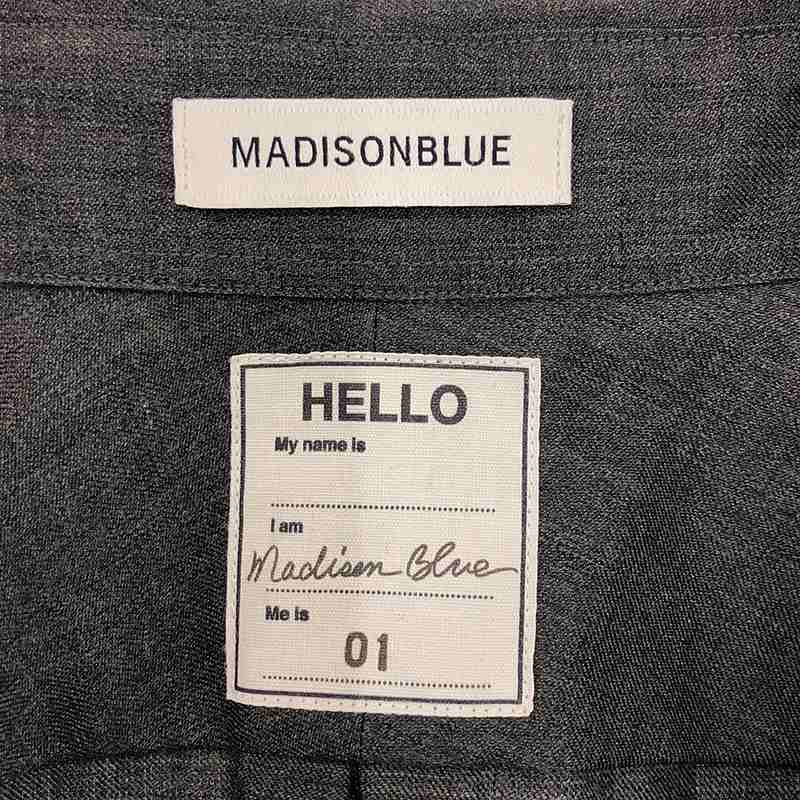 MADISONBLUE
HELLO
My name is
I am
Madison Blue
Me is
01